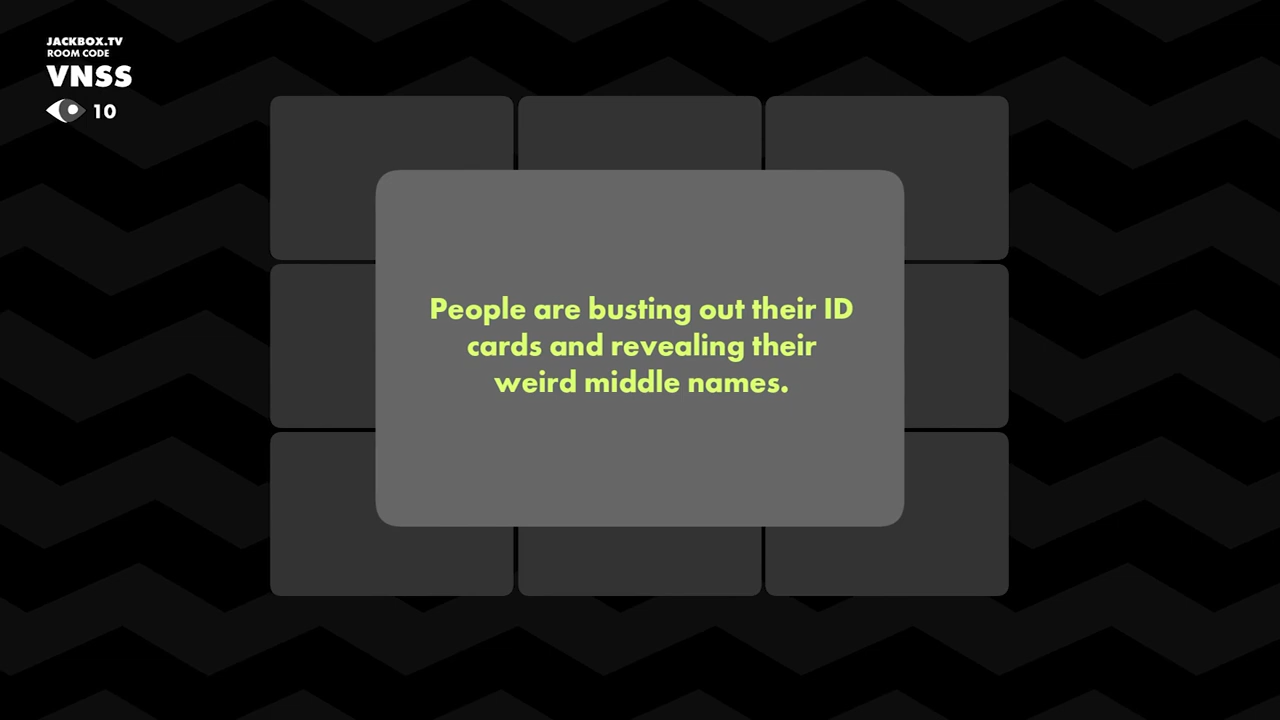 JACKBOX.TV
ROOM CODE
VNSS
10
People are busting out their ID
cards and revealing their
weird middle names.